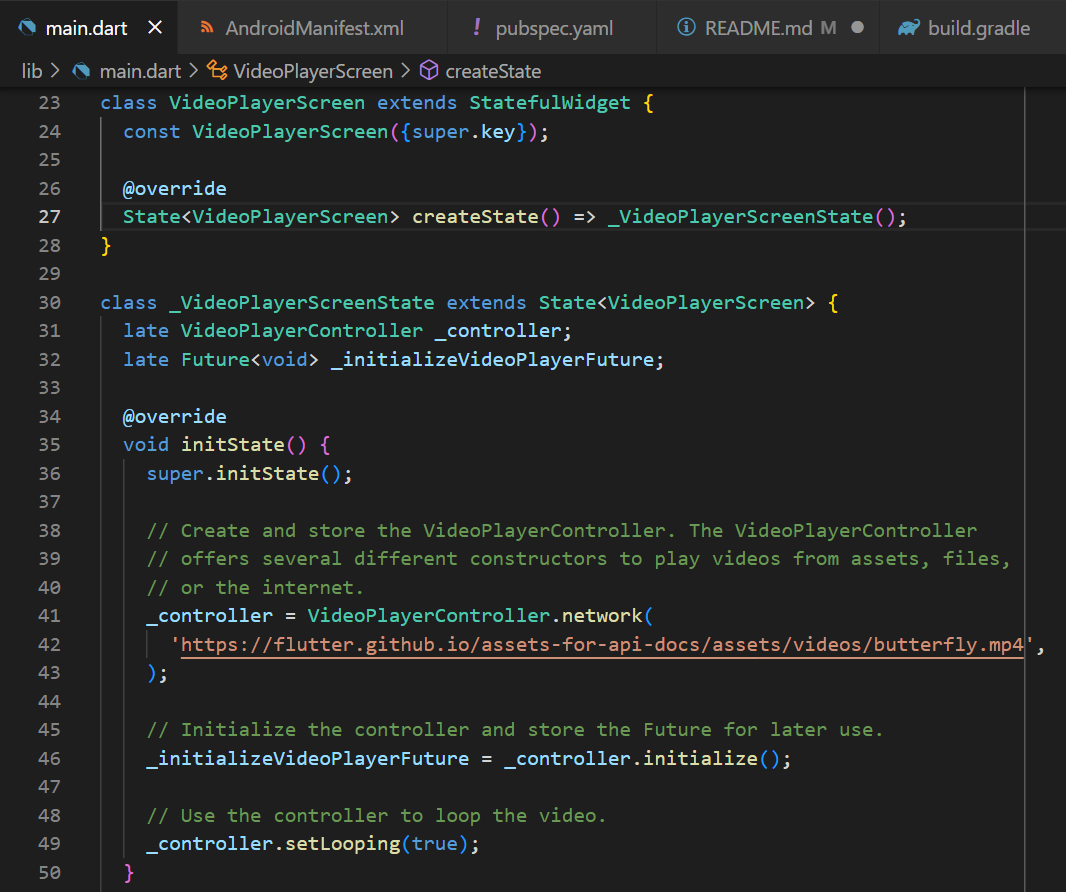 main.dart AndroidManifest.xml ! pubspec.yaml README.md M build.gradle
lib > main.dart > VideoPlayerScreen > createState
23 class VideoPlayerScreen extends StatefulWidget {
24   const VideoPlayerScreen({super.key});
25
26   @override
27   State<VideoPlayerScreen> createState() => _VideoPlayerScreenState();
28 }
29
30 class _VideoPlayerScreenState extends State<VideoPlayerScreen> {
31   late VideoPlayerController _controller;
32   late Future<void> _initializeVideoPlayerFuture;
33
34   @override
35   void initState() {
36     super.initState();
37
38     // Create and store the VideoPlayerController. The VideoPlayerController
39     // offers several different constructors to play videos from assets, files,
40     // or the internet.
41     _controller = VideoPlayerController.network(
42       'https://flutter.github.io/assets-for-api-docs/assets/videos/butterfly.mp4',
43     );
44
45     // Initialize the controller and store the Future for later use.
46     _initializeVideoPlayerFuture = _controller.initialize();
47
48     // Use the controller to loop the video.
49     _controller.setLooping(true);
50   }